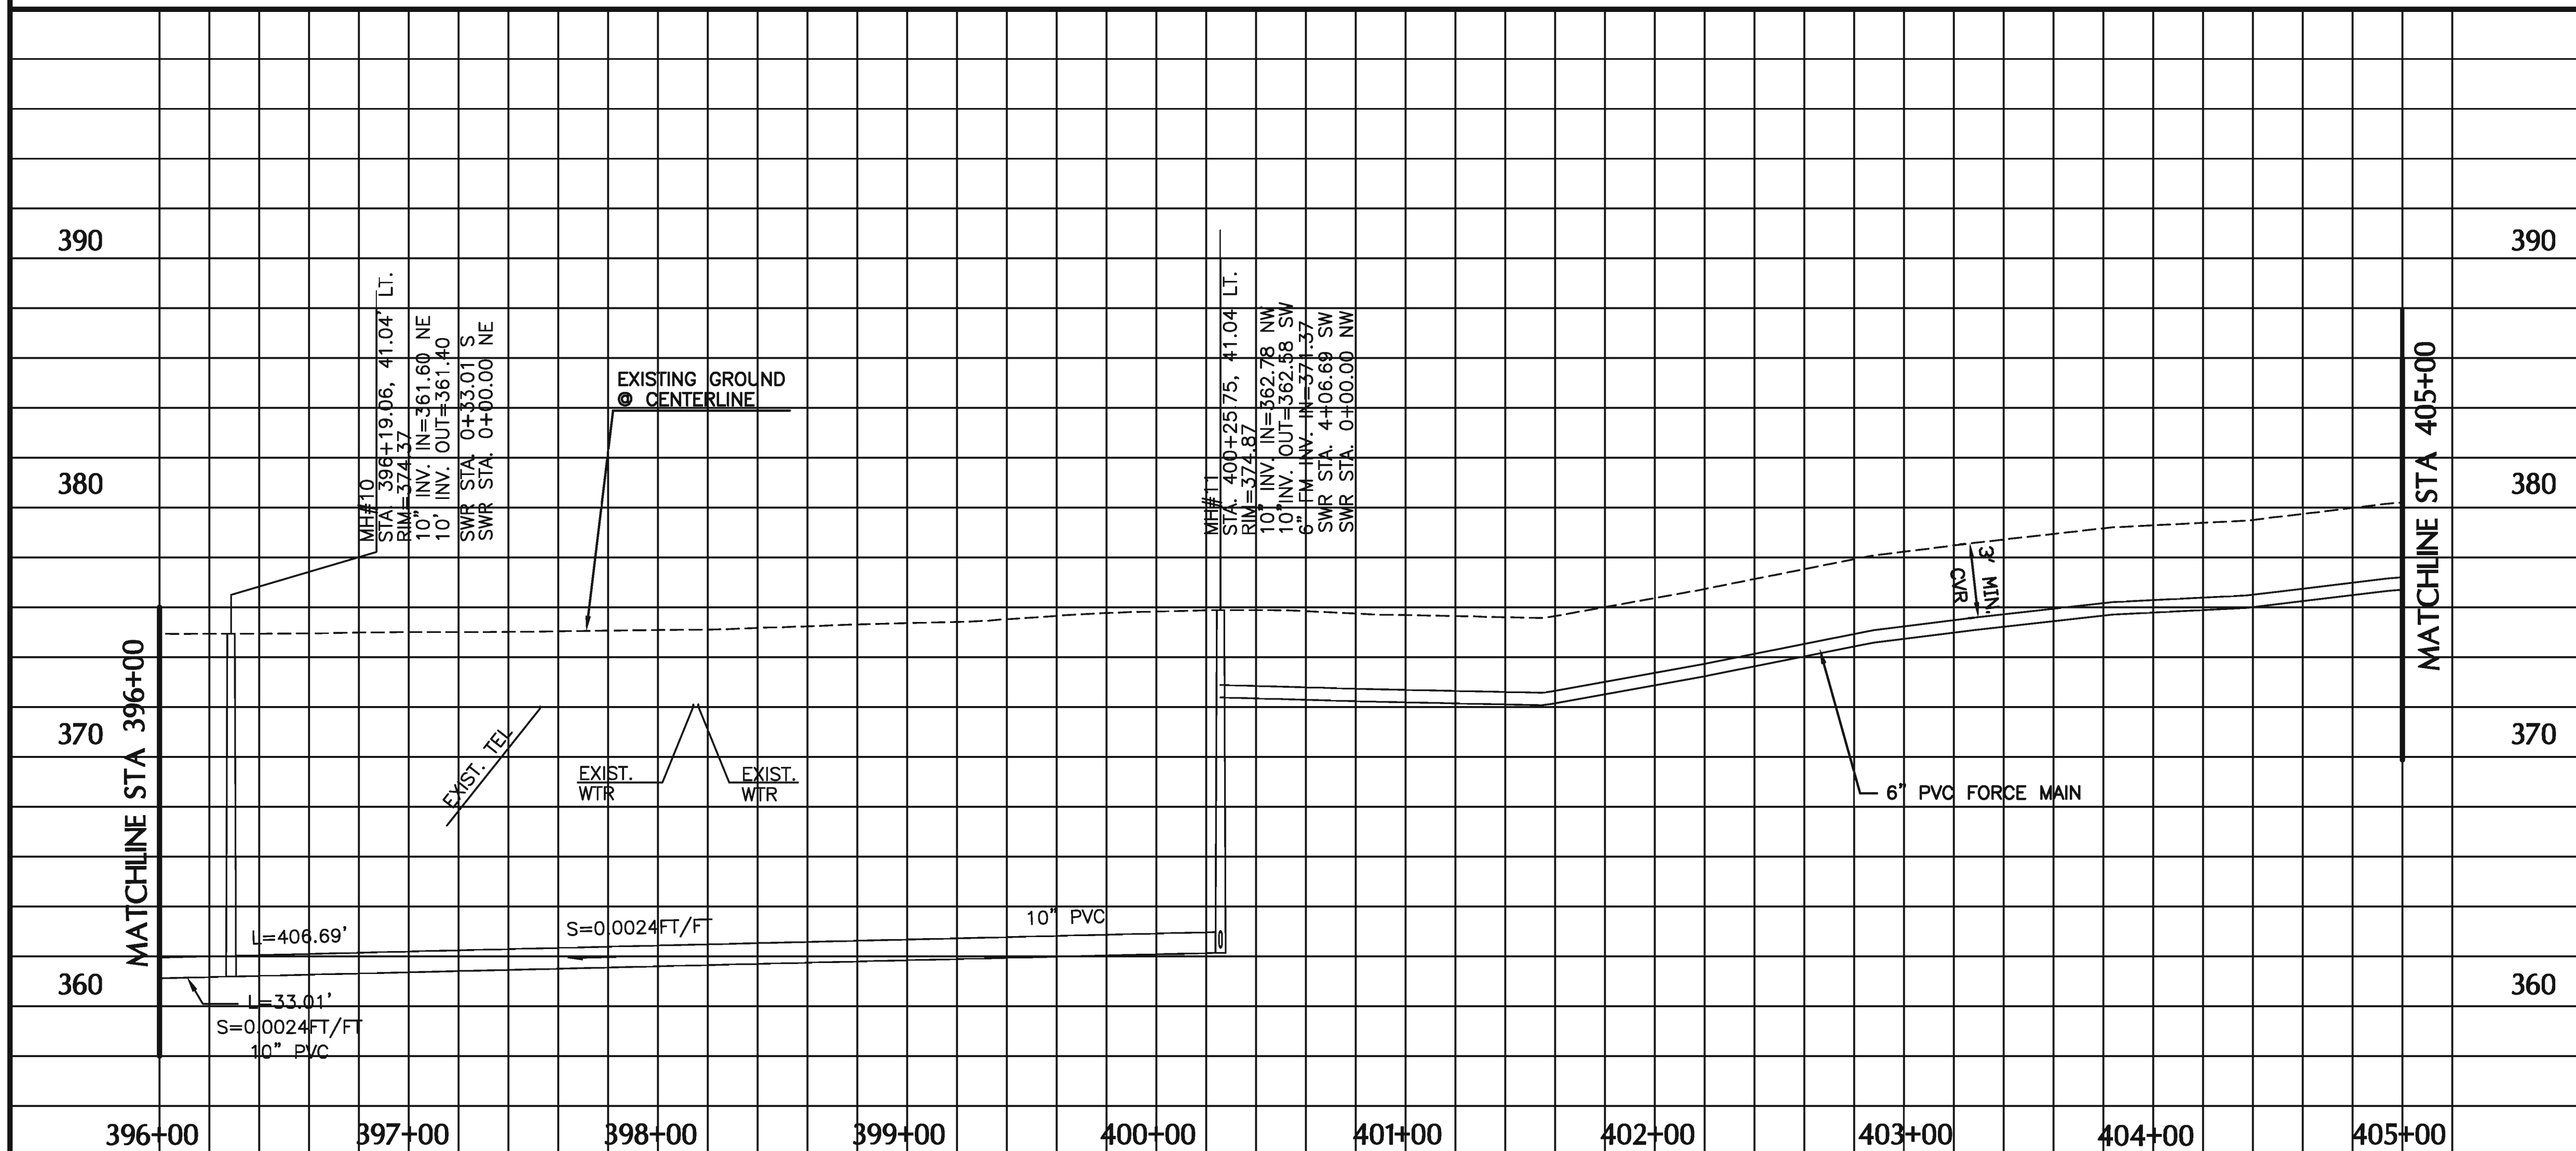 390
390
MH#10
STA. 396+19.06, 41.04' LT.
RIM=374.37
10" INV. IN=361.60 NE
10' INV. OUT=361.40
SWR STA. 0+33.01 S
SWR STA. 0+00.00 NE
EXISTING GROUND
@ CENTERLINE
MH#11
STA. 400+25.75, 41.04 LT.
RIM=374.87
10" INV. IN=362.78 NW
10"INV. OUT=362.58 SW
6" FM INV. IN=371.37
SWR STA. 4+06.69 SW
SWR STA. 0+00.00 NW
380
380
MATCHLINE STA 405+00
3' MIN.
CVR
MATCHLINE STA 396+00
370
370
EXIST. TEL
EXIST.
WTR
EXIST.
WTR
6" PVC FORCE MAIN
L=406.69'
S=0.0024FT/FT
10" PVC
360
360
L=33.01'
S=0.0024FT/FT
10" PVC
396+00
397+00
398+00
399+00
400+00
401+00
402+00
403+00
404+00
405+00